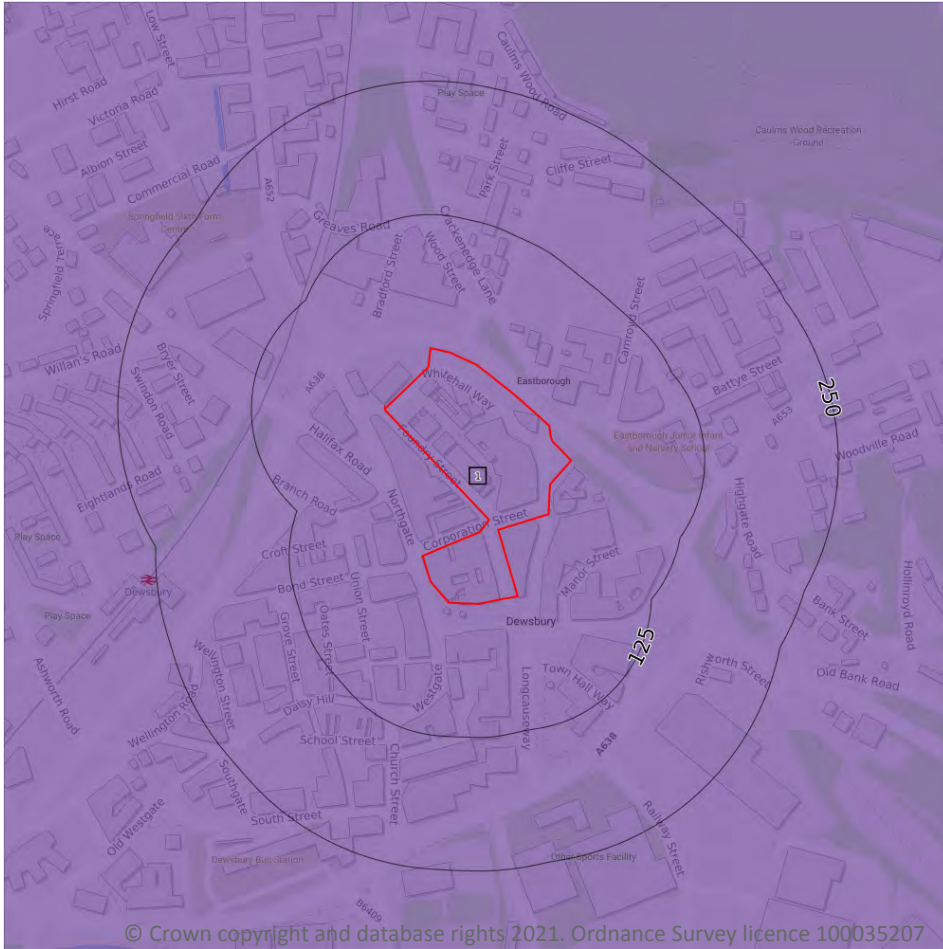 Low Street
Caulms Wood Road
Hirst Road
Play Space
Victoria Road
Caulms Wood Recreation
Ground
Albion Street
Park Street
Cliffe Street
Commercial Road
A652
Springfield Sixth Form
Centre
Greaves Road
Crackenedge Lane
Wood Street
Springfield Terrace
Bradford Street
Camroyd Street
Willan's Road
Bryer Street
A638
Whitehall Way
Eastborough
Battye Street
250
Swindon Road
A653
Halifax Road
Foundry Street
Eastborough Junior Infant
and Nursery School
Woodville Road
1
Eightlands Road
Branch Road
Northgate
Corporation Street
Highgate Road
Play Space
Croft Street
Manor Street
Hollinroyd Road
Dewsbury
Bond Street
Union Street
Play Space
Grove Street
Oates Street
Dewsbury
Bank Street
125
Wellington Street
Rishworth Street
Ashworth Road
Westgate
Longcauseway
Town Hall Way
Old Bank Road
Wellington Road
Daisy Hill
School Street
A638
Church Street
Southgate
South Street
Old Westgate
Railway Street
Dewsbury Bus Station
Other Sports Facility
B6409
© Crown copyright and database rights 2021. Ordnance Survey licence 100035207